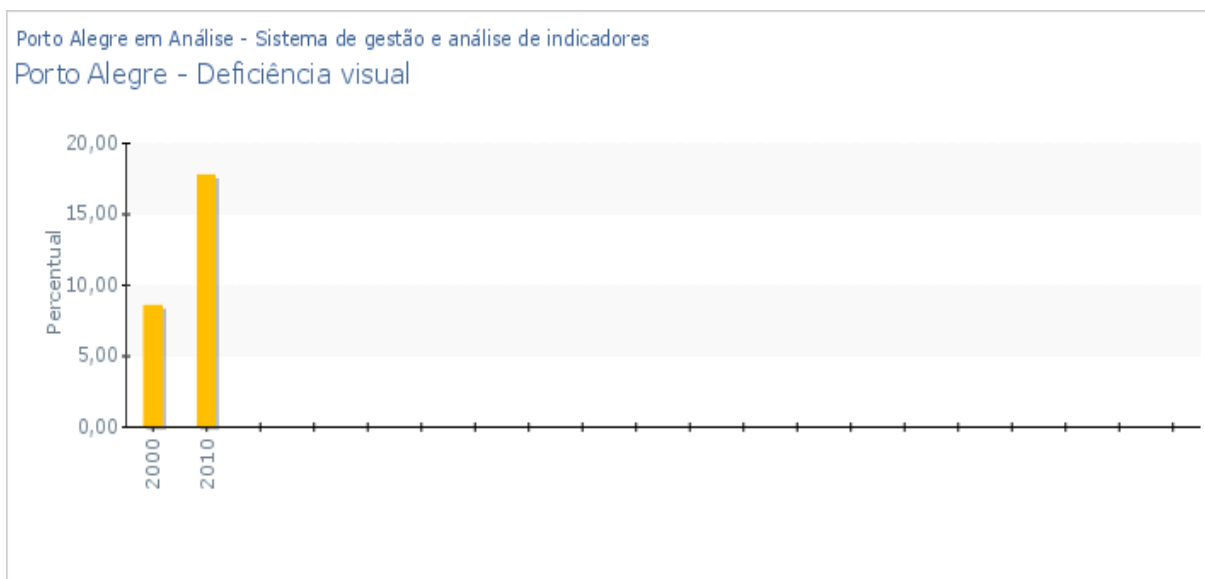 Porto Alegre em Análise - Sistema de gestão e análise de indicadores
Porto Alegre - Deficiência visual
20,00
15,00
10,00
5,00
0,00
Percentual
2000
2010